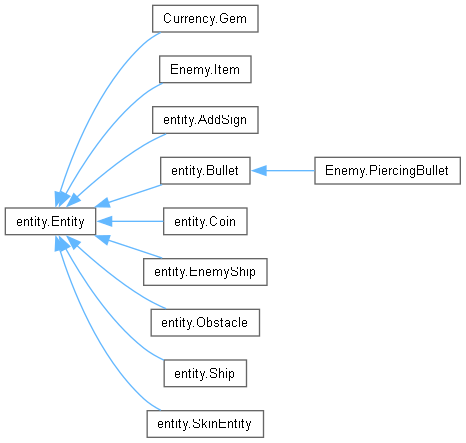 Currency.Gem
Enemy.Item
entity.AddSign
entity.Bullet
Enemy.PiercingBullet
entity.Entity
entity.Coin
entity.EnemyShip
entity.Obstacle
entity.Ship
entity.SkinEntity